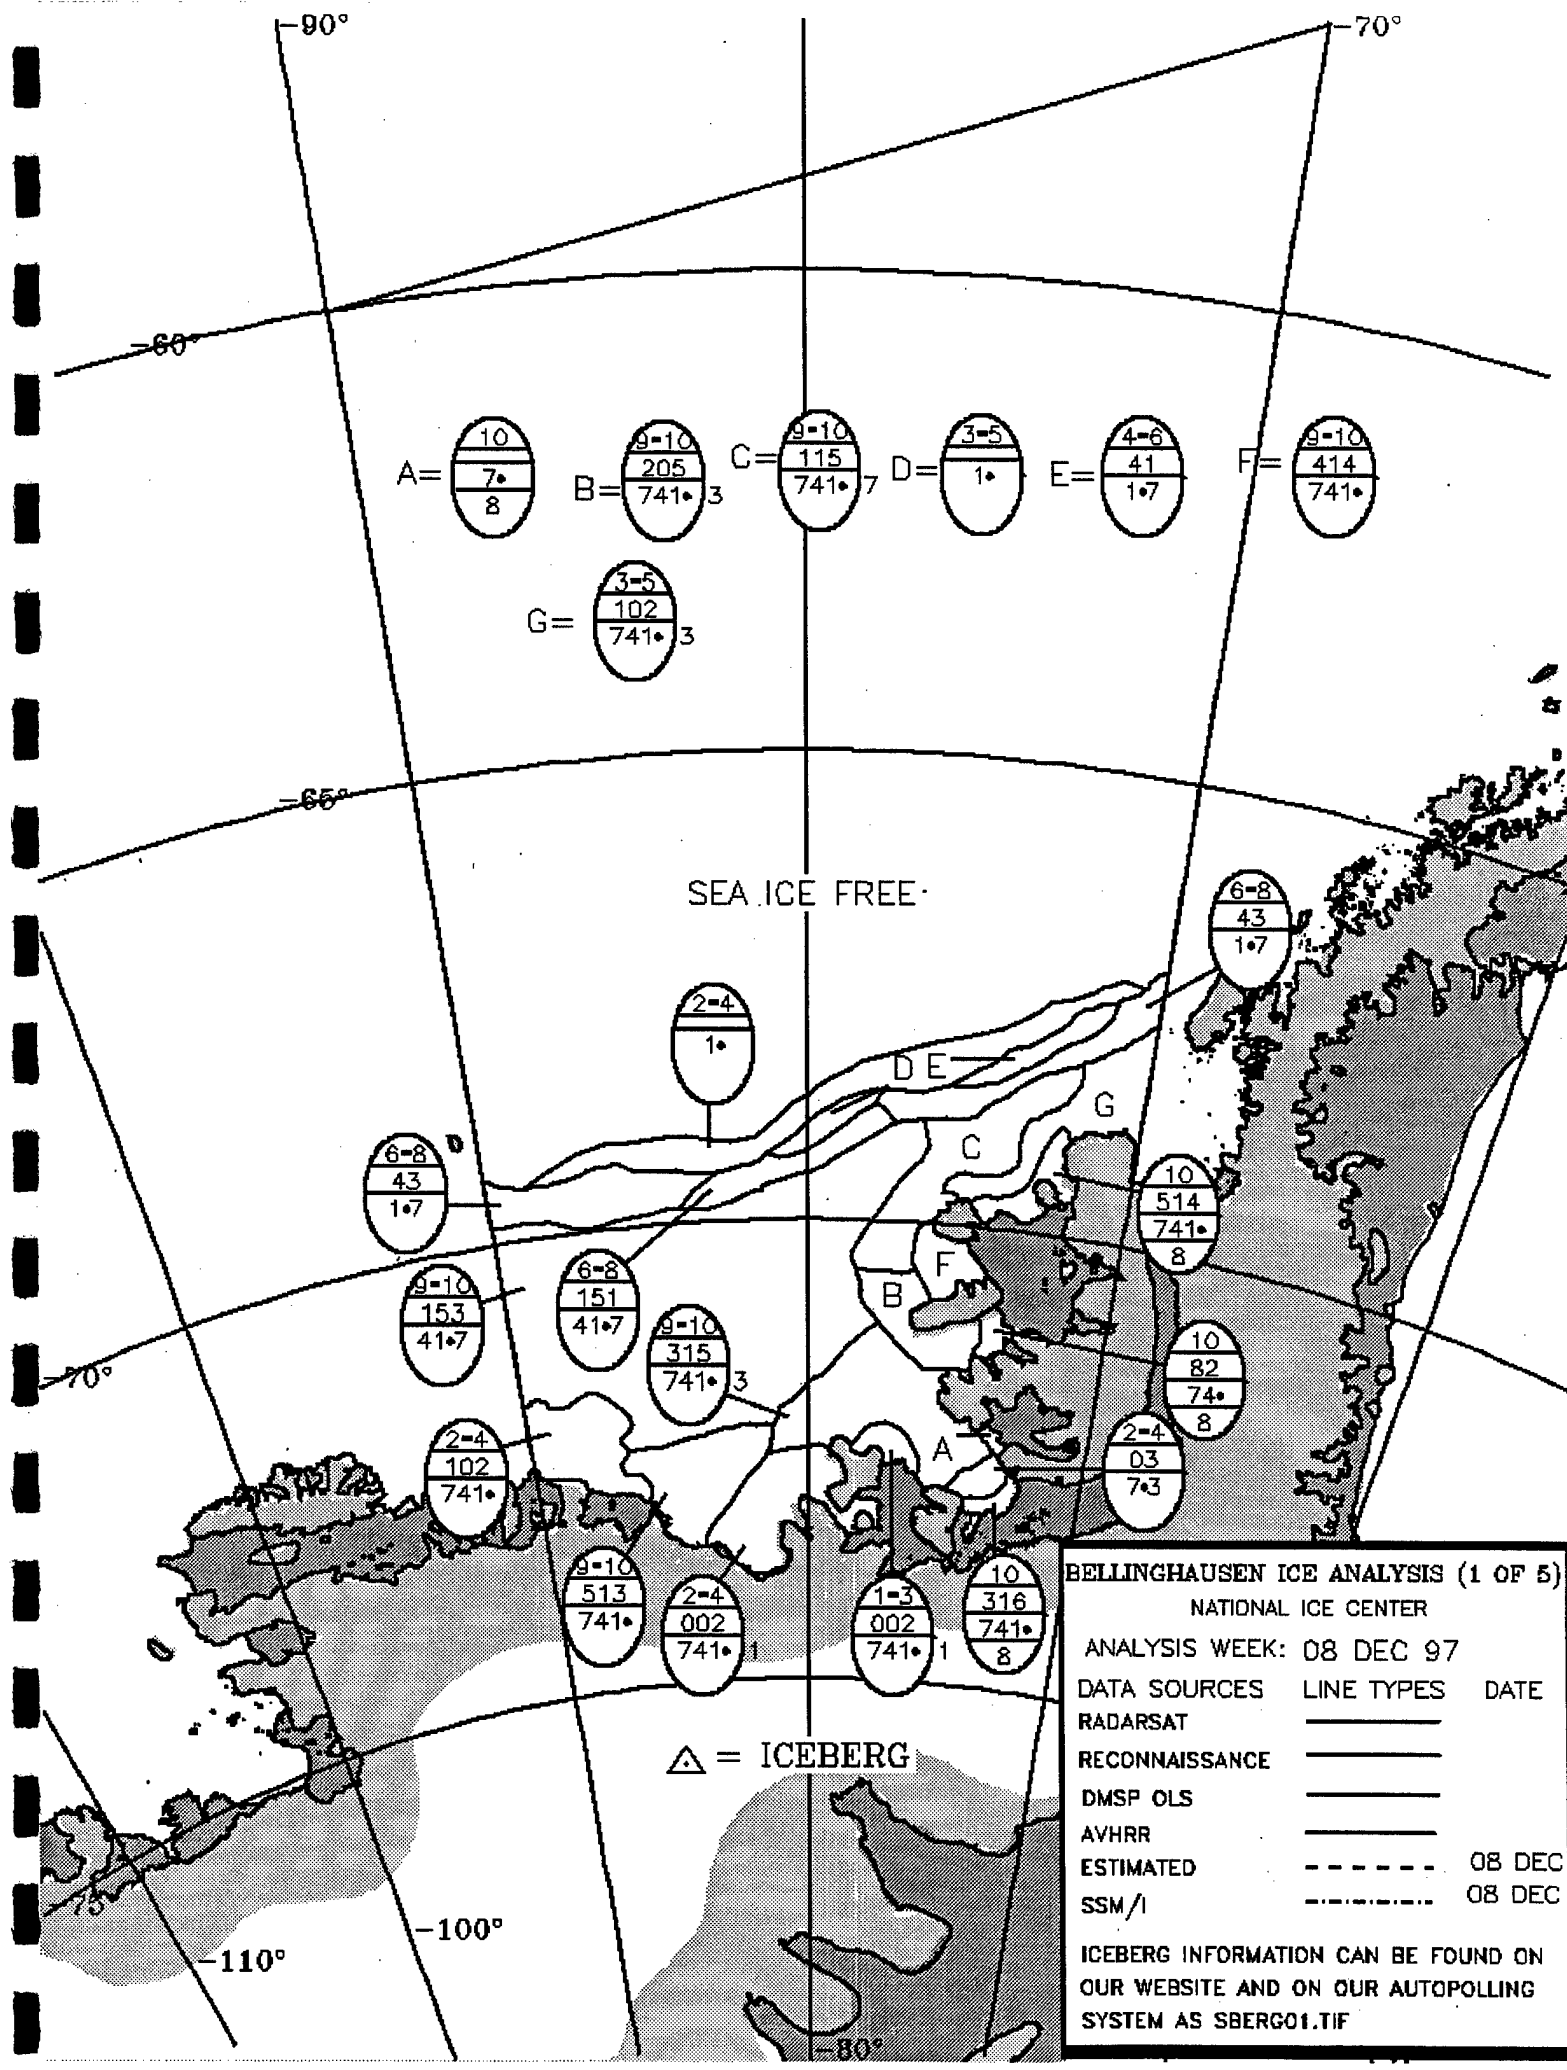 -90°
-70°
-60°
A=
10
7•
8
B=
9-10
205
741• 3
C=
9-10
115
741• 7
D=
3-5
1•
E=
4-6
41
1•7
F=
9-10
414
741•
G=
3-5
102
741• 3
-65°
SEA ICE FREE
6-8
43
1•7
2-4
1•
D E
G
C
6-8
43
1•7
10
514
741•
8
F
B
9-10
153
41•7
6-8
151
41•7
9-10
315
741• 3
10
82
74•
8
-70°
A
2-4
102
741•
2-4
03
7•3
9-10
513
741•
2-4
002
741• 1
1-3
002
741• 1
10
316
741•
8
△ = ICEBERG
-75°
-100°
-110°
-80°
BELLINGHAUSEN ICE ANALYSIS (1 OF 5)
NATIONAL ICE CENTER
ANALYSIS WEEK: 08 DEC 97
DATA SOURCES LINE TYPES DATE
RADARSAT
RECONNAISSANCE
DMSP OLS
AVHRR
ESTIMATED 08 DEC
SSM/I 08 DEC
ICEBERG INFORMATION CAN BE FOUND ON
OUR WEBSITE AND ON OUR AUTOPOLLING
SYSTEM AS SBERG01.TIF